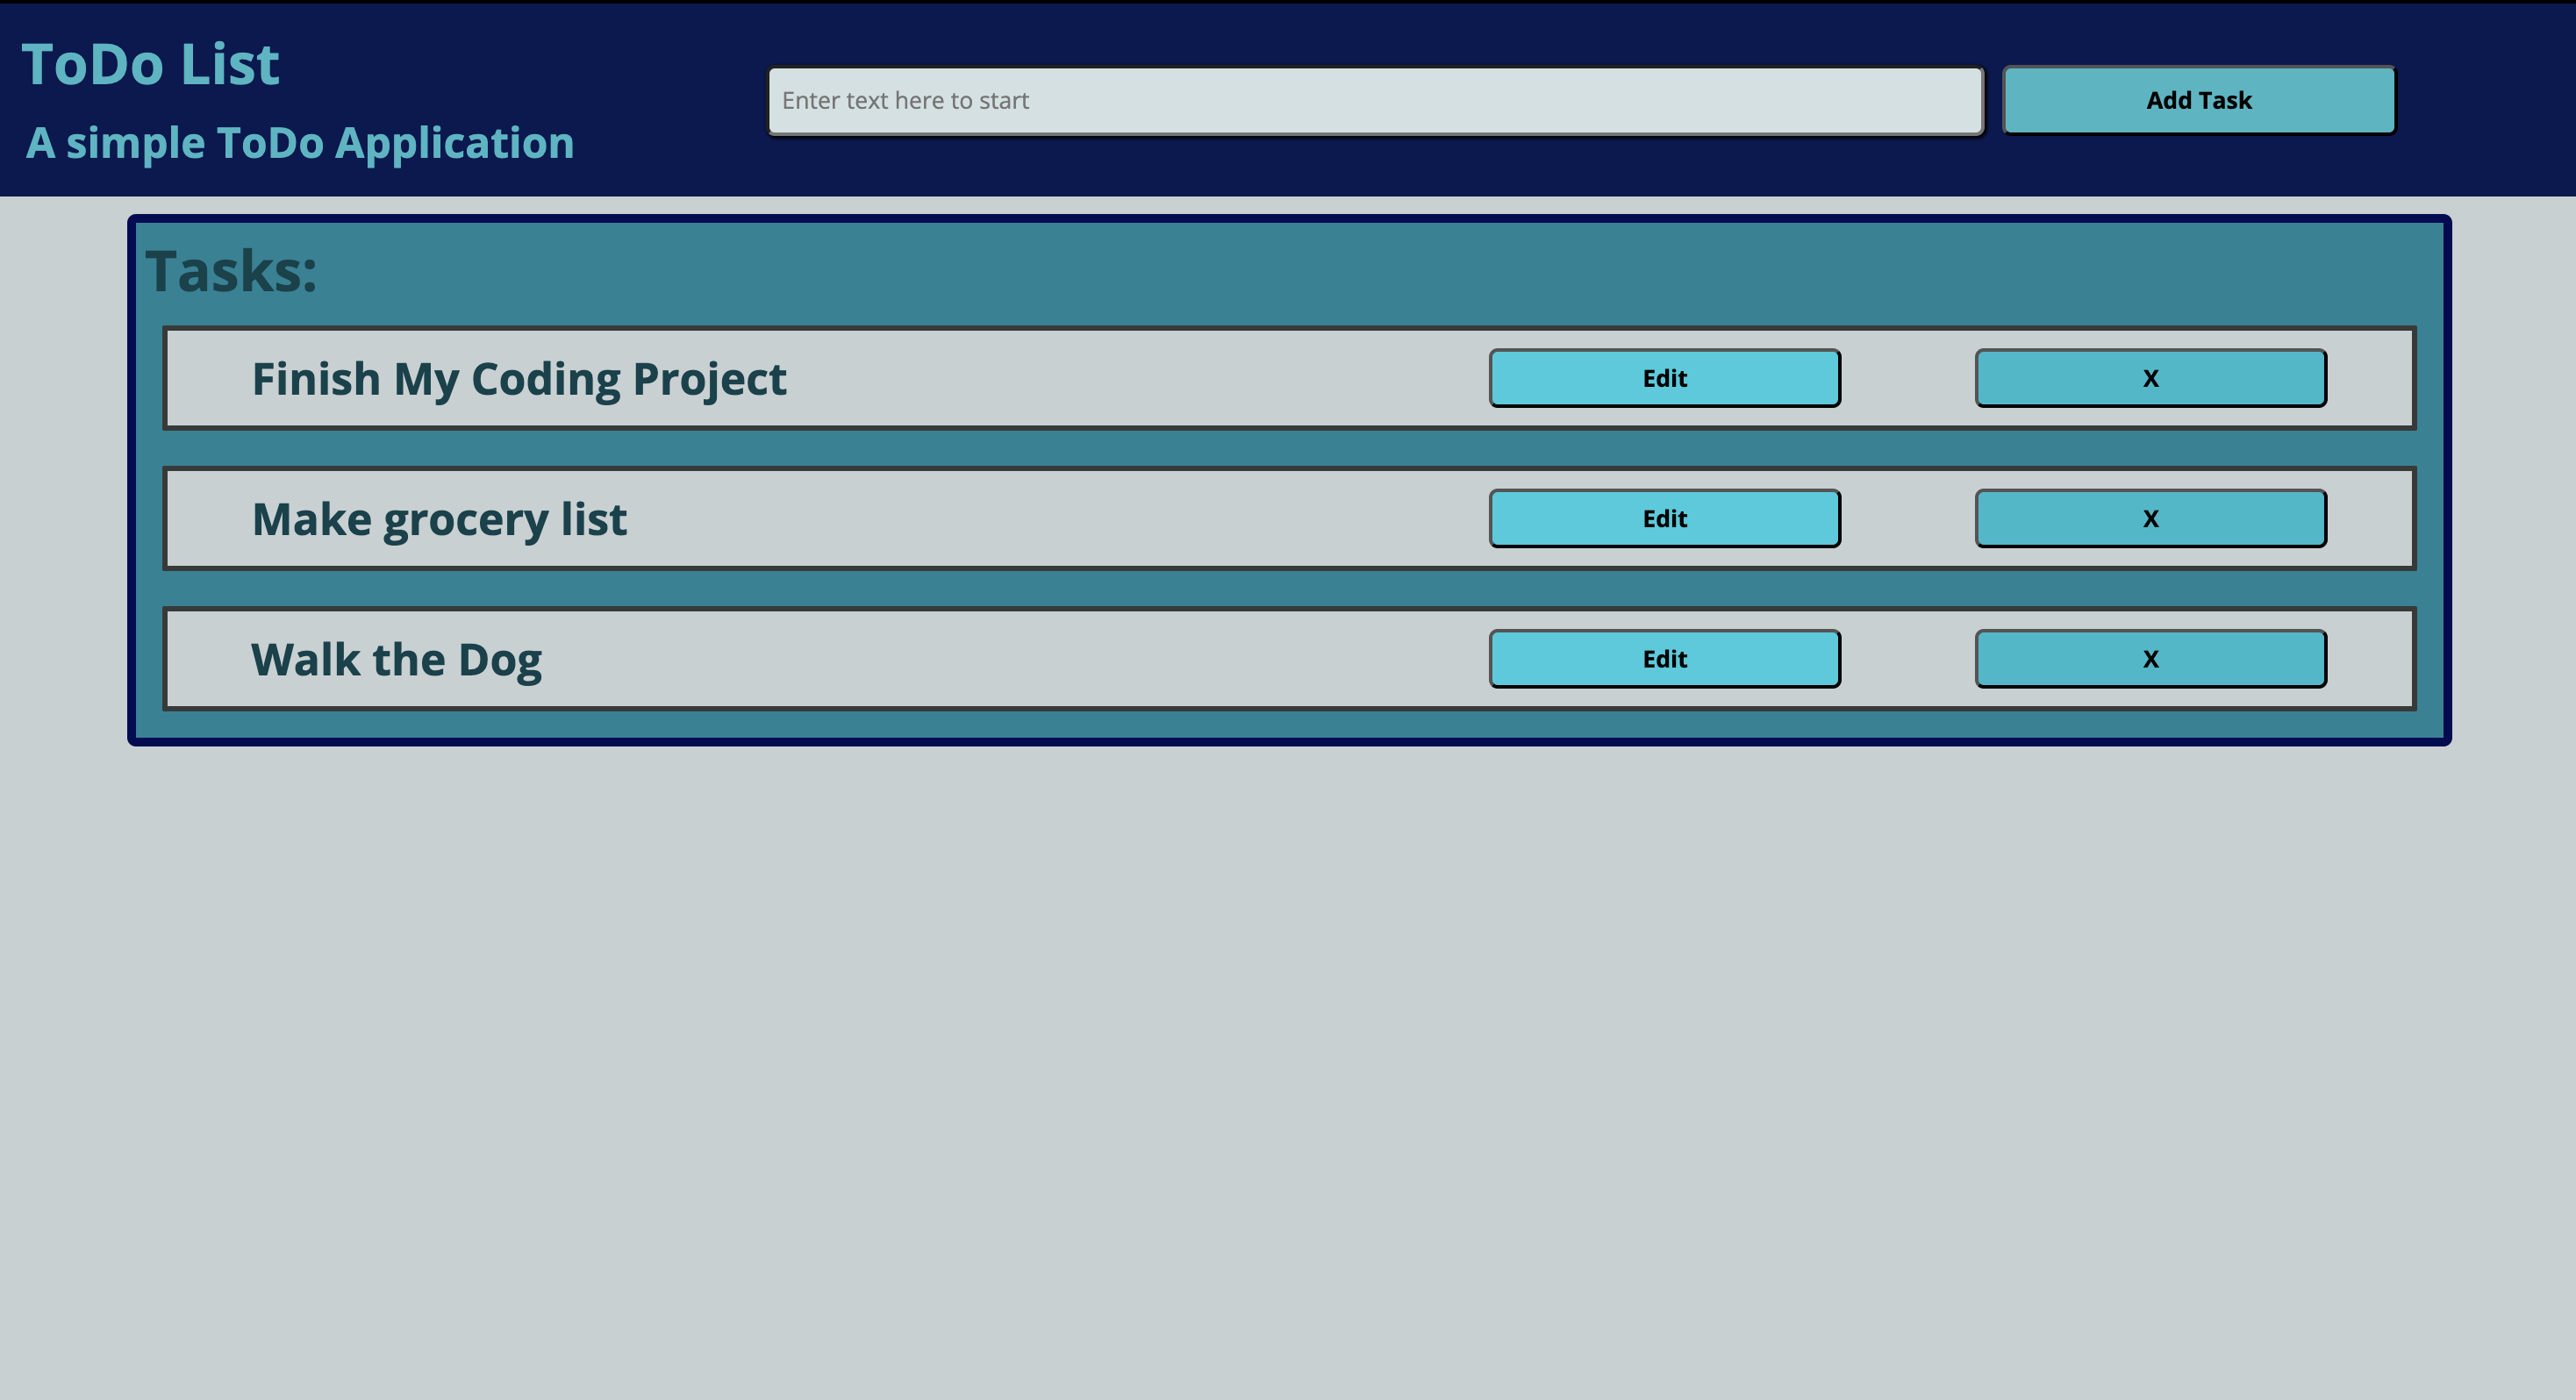 ToDo List
A simple ToDo Application
Enter text here to start
Add Task
Tasks:
Finish My Coding Project
Edit
X
Make grocery list
Edit
X
Walk the Dog
Edit
X